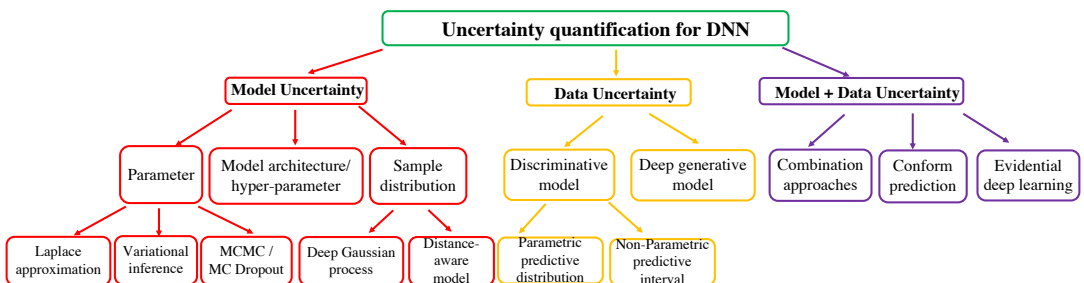 Uncertainty quantification for DNN
Model Uncertainty
Data Uncertainty
Model + Data Uncertainty
Parameter
Model architecture/
hyper-parameter
Sample
distribution
Discriminative
model
Deep generative
model
Combination
approaches
Conform
prediction
Evidential
deep learning
Laplace
approximation
Variational
inference
MCMC /
MC Dropout
Deep Gaussian
process
Distance-
aware
model
Parametric
predictive
distribution
Non-Parametric
predictive
interval